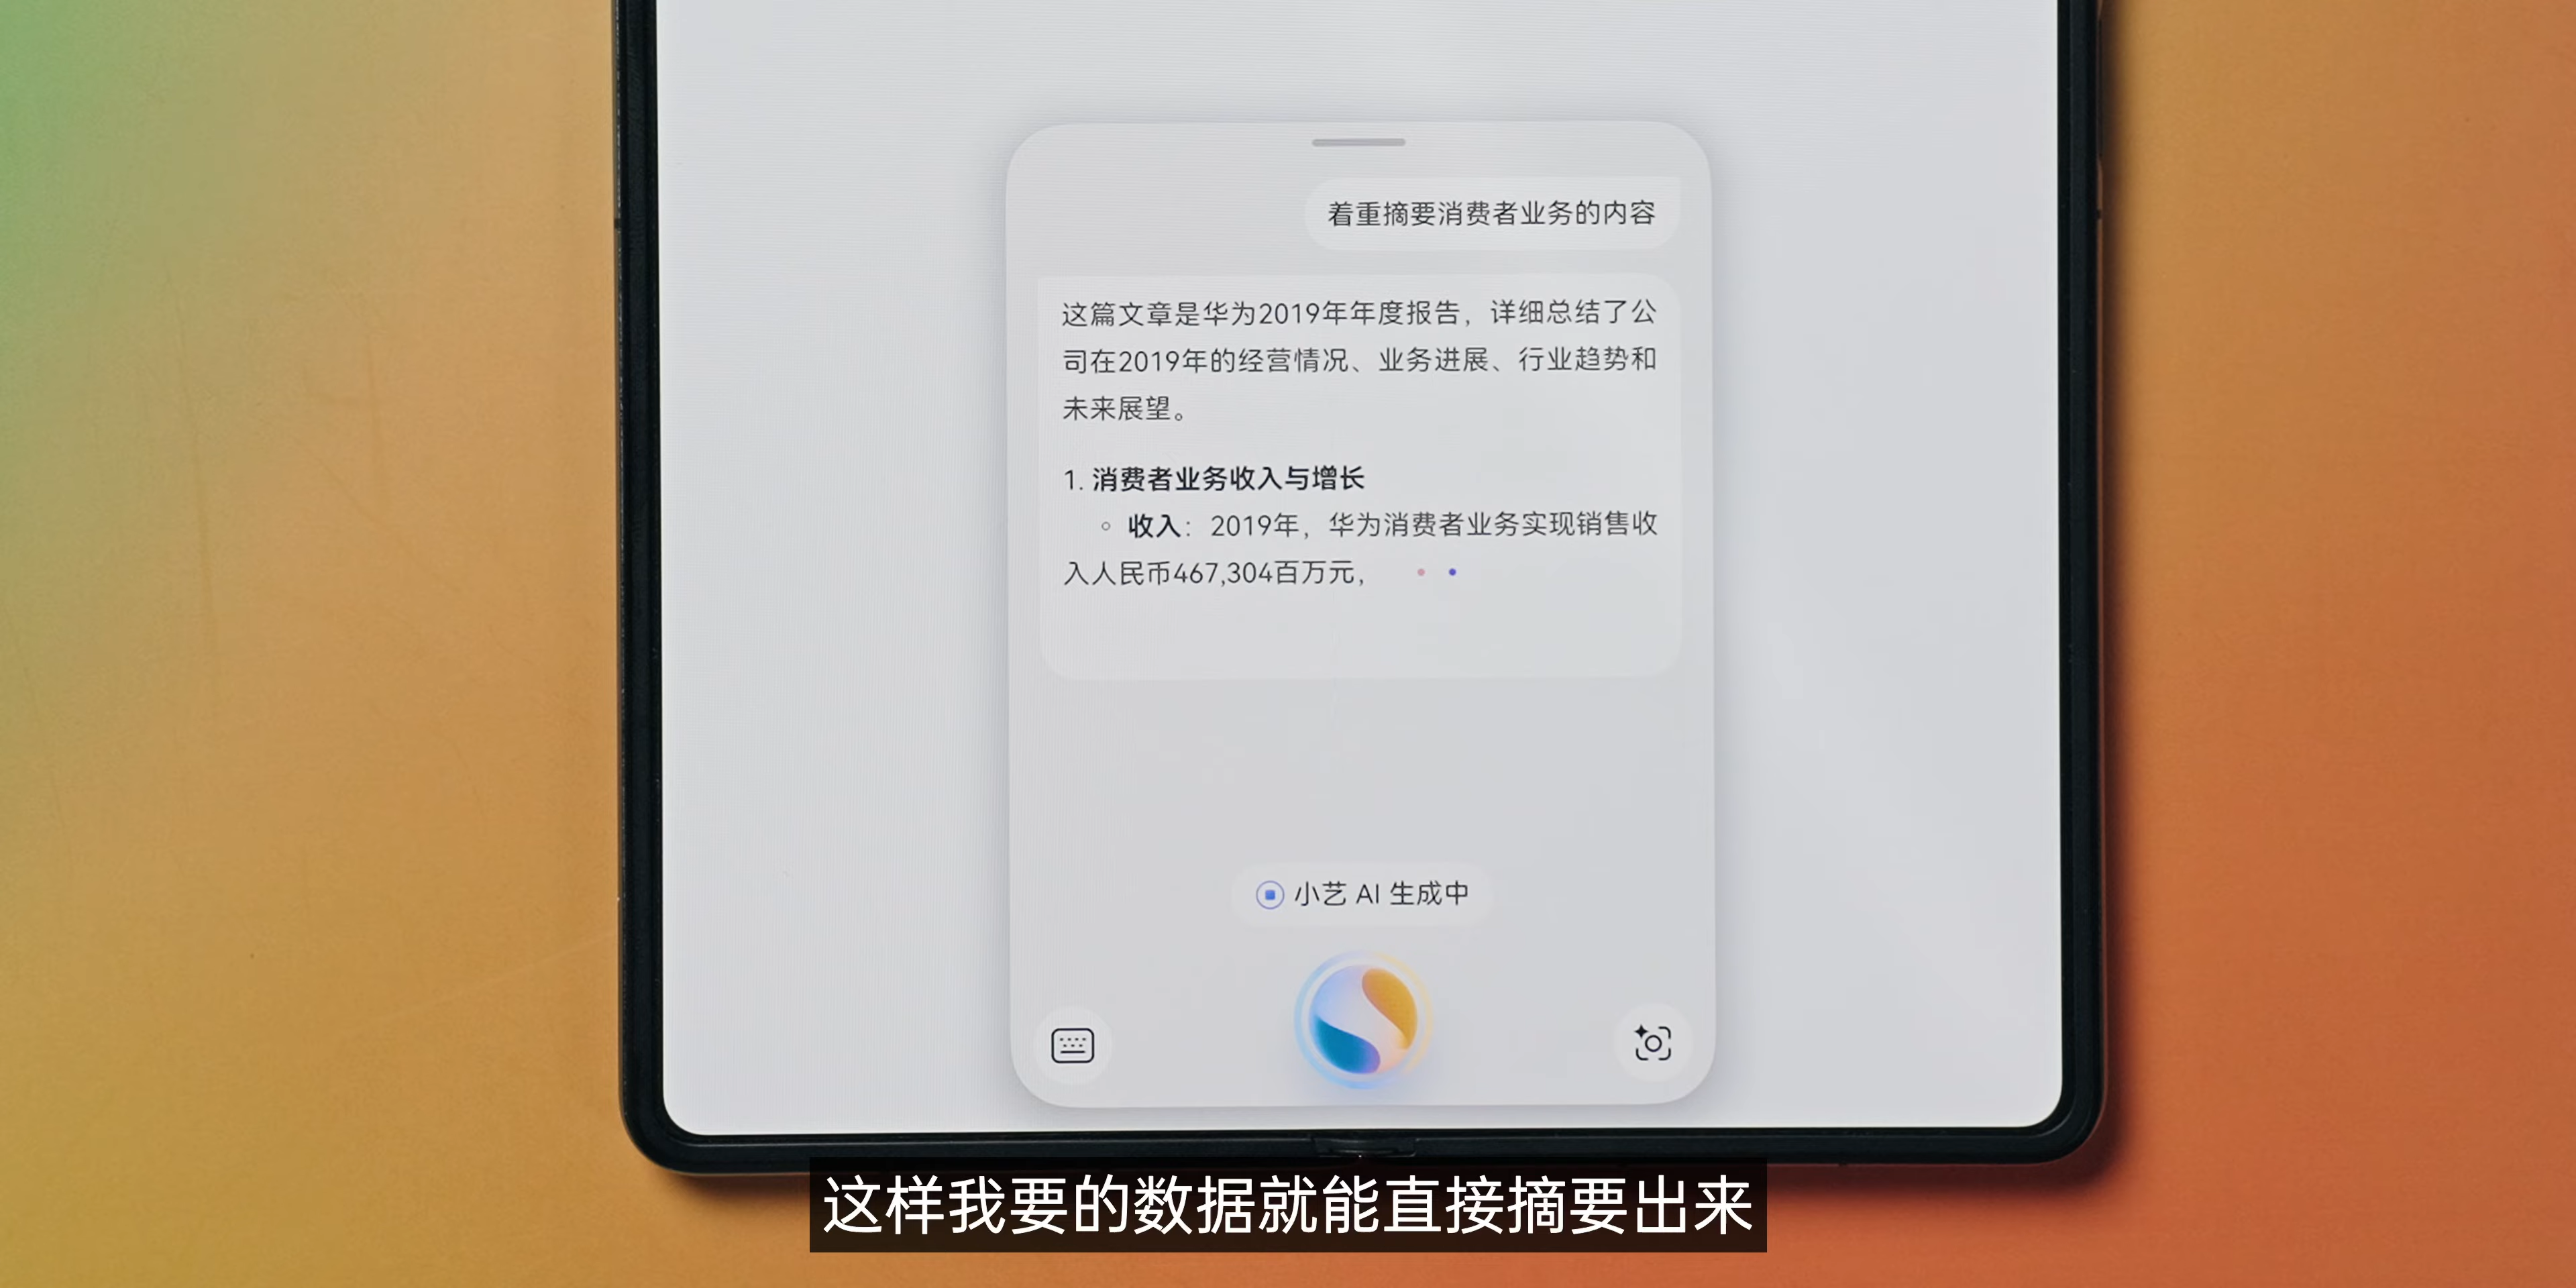 着重摘要消费者业务的内容
这篇文章是华为2019年年度报告，详细总结了公
司在2019年的经营情况、业务进展、行业趋势和
未来展望。
1. 消费者业务收入与增长
收入：2019年，华为消费者业务实现销售收
入人民币467,304百万元，
小艺 AI 生成中
这样我要的数据就能直接摘要出来